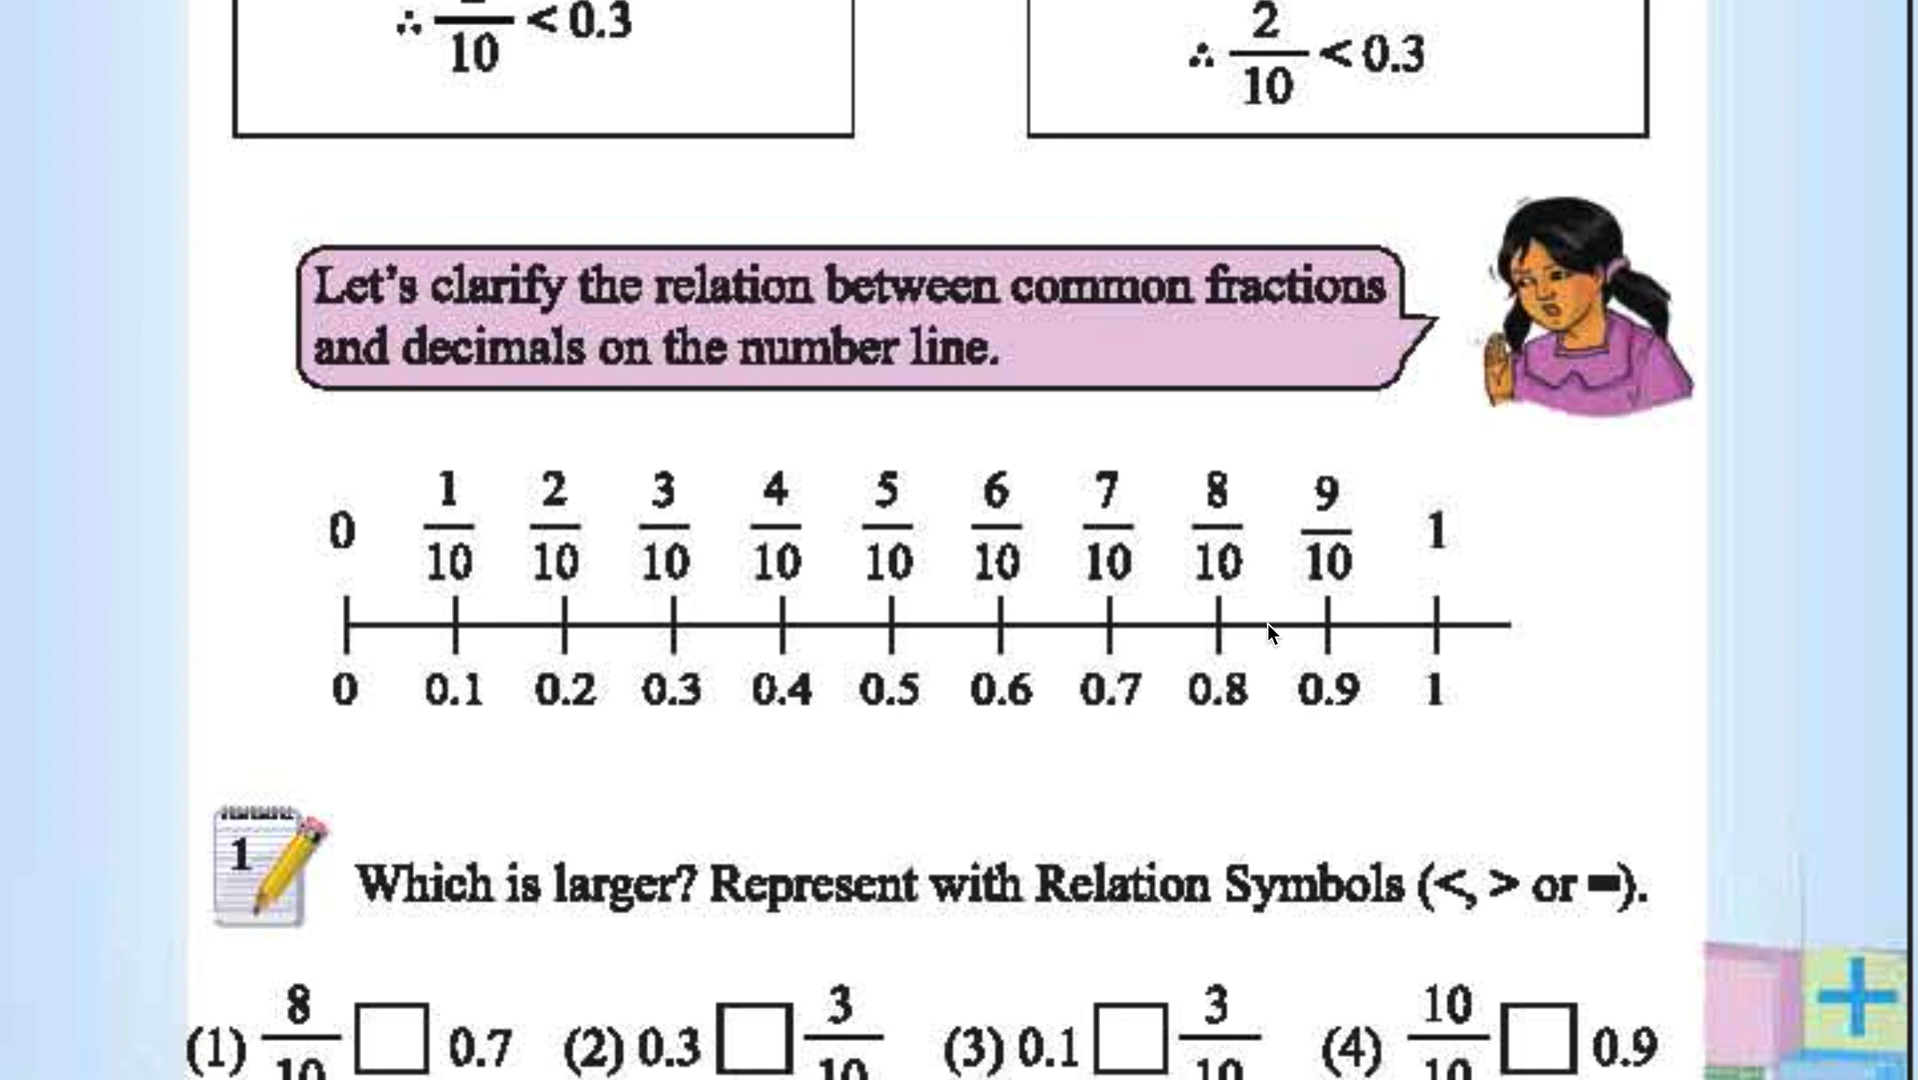 ∴ /10 < 0.3
∴ 2/10 < 0.3
Let's clarify the relation between common fractions
and decimals on the number line.
0 1/10 2/10 3/10 4/10 5/10 6/10 7/10 8/10 9/10 1
0 0.1 0.2 0.3 0.4 0.5 0.6 0.7 0.8 0.9 1
1
Which is larger? Represent with Relation Symbols (<, > or =).
(1) 8/10 □ 0.7 (2) 0.3 □ 3/10 (3) 0.1 □ 3/10 (4) 10/10 □ 0.9